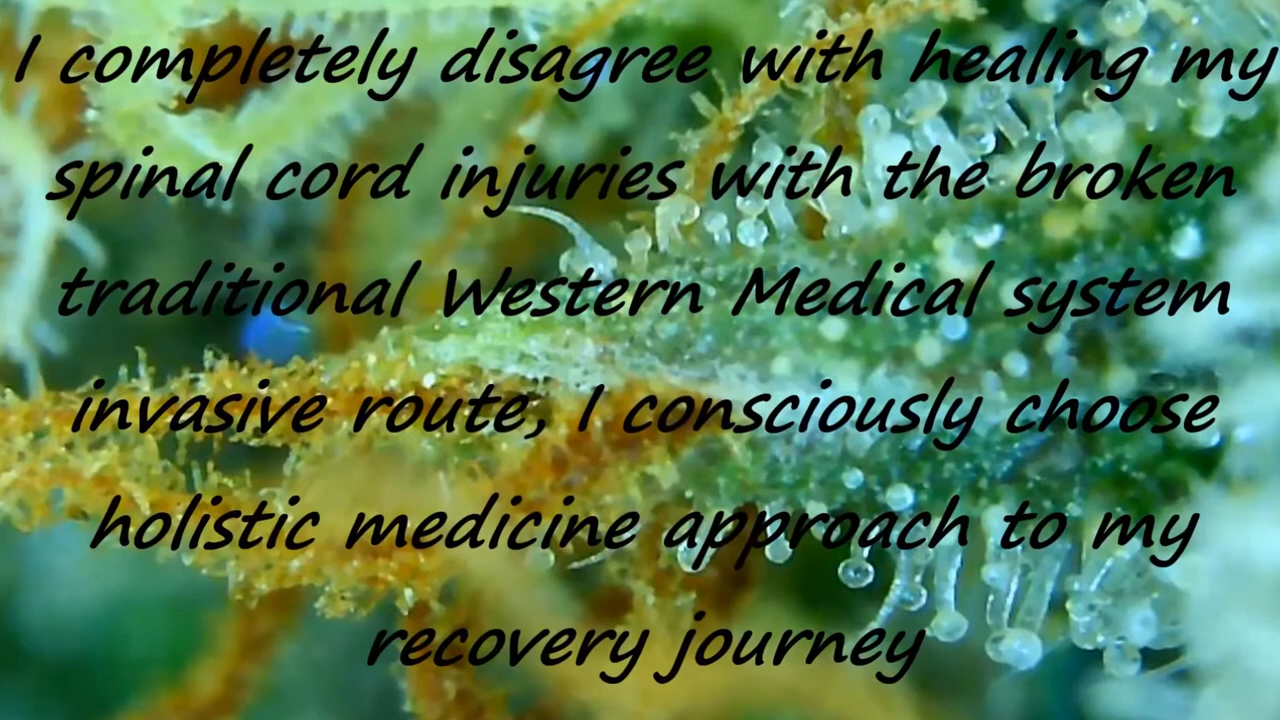 I completely disagree with healing my
spinal cord injuries with the broken
traditional Western Medical system
invasive route, I consciously choose
holistic medicine approach to my
recovery journey